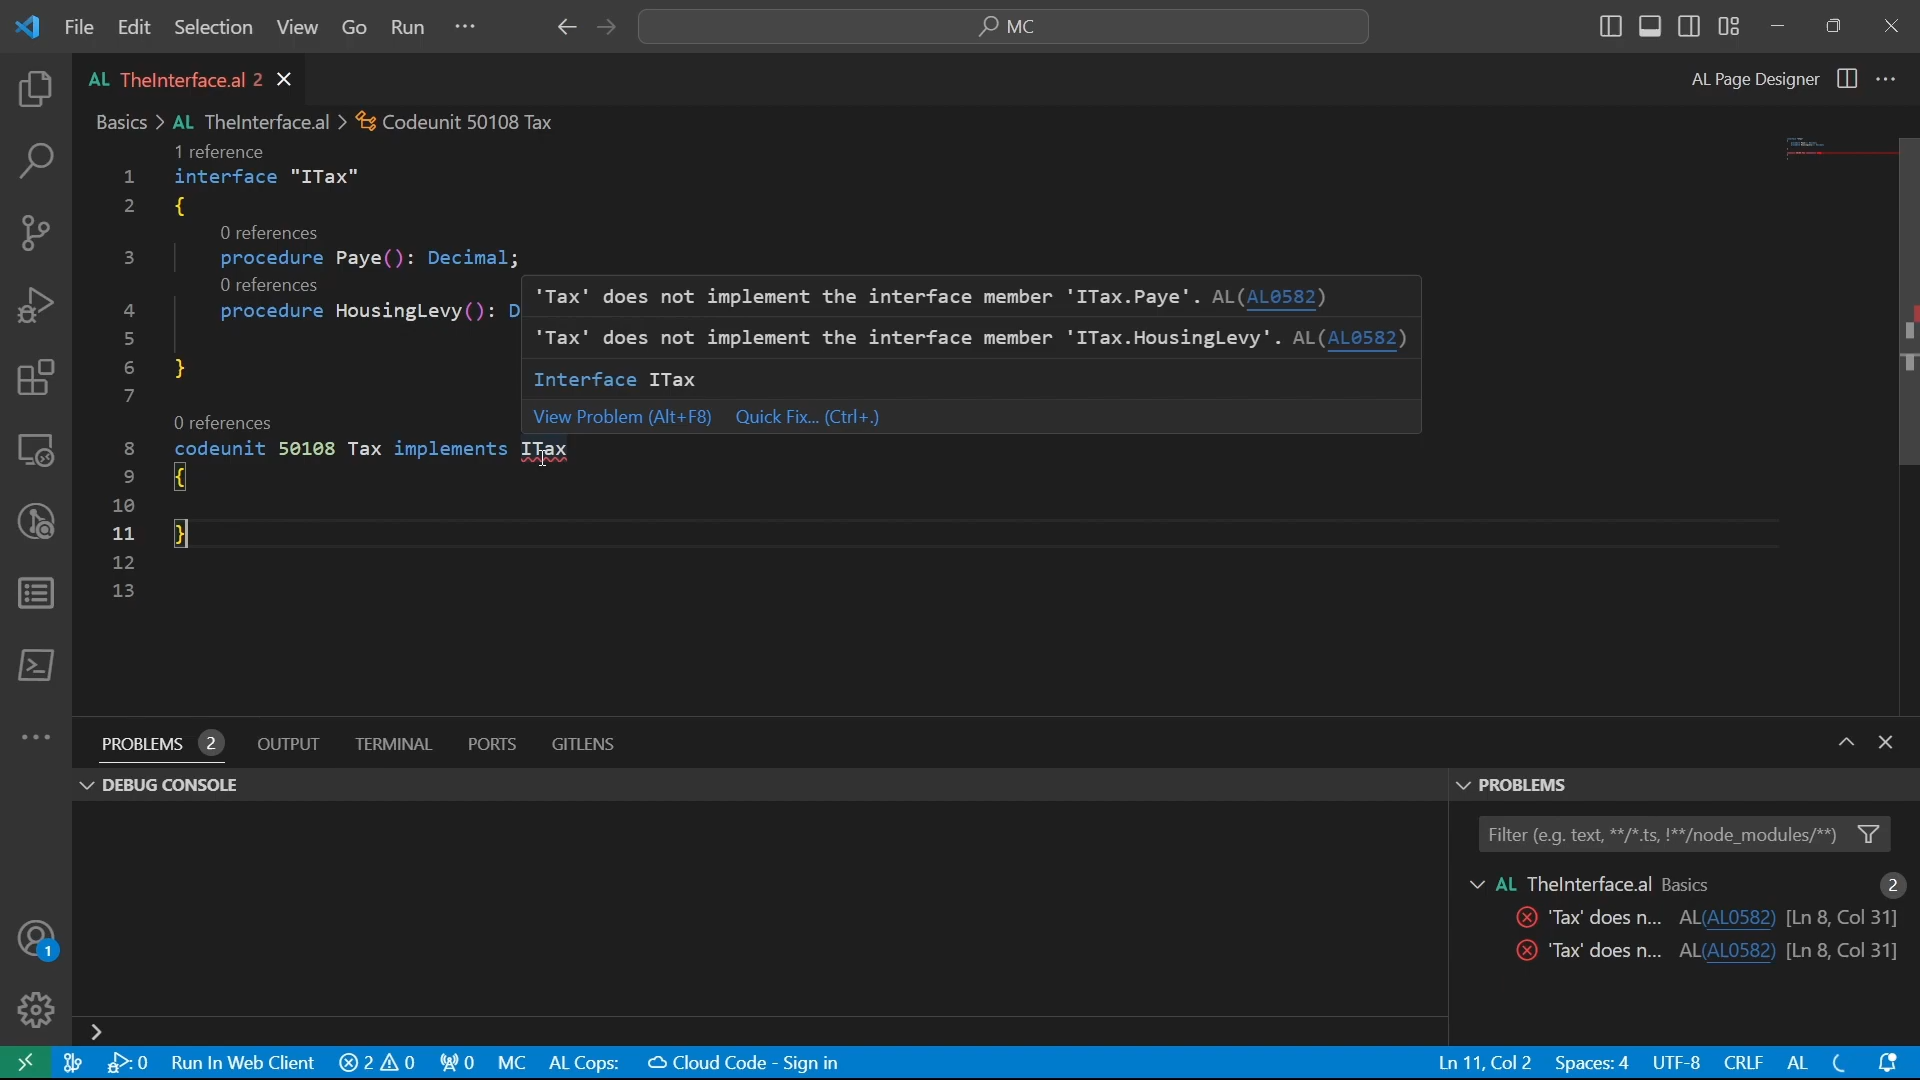 File Edit Selection View Go Run ··· MC
AL TheInterface.al 2 AL Page Designer ···
Basics > AL TheInterface.al > Codeunit 50108 Tax
1 reference
1 interface "ITax"
2 {
0 references
3 procedure Paye(): Decimal;
0 references
4 procedure HousingLevy(): D
'Tax' does not implement the interface member 'ITax.Paye'. AL(AL0582)
'Tax' does not implement the interface member 'ITax.HousingLevy'. AL(AL0582)
Interface ITax
View Problem (Alt+F8) Quick Fix... (Ctrl+.)
5
6 }
7
0 references
8 codeunit 50108 Tax implements ITax
9 {
10
11 }
12
13
PROBLEMS 2 OUTPUT TERMINAL PORTS GITLENS
DEBUG CONSOLE
PROBLEMS
Filter (e.g. text, **/*.ts, !**/node_modules/**)
AL TheInterface.al Basics 2
'Tax' does n... AL(AL0582) [Ln 8, Col 31]
'Tax' does n... AL(AL0582) [Ln 8, Col 31]
1
>
: 0 Run In Web Client 2 0 0 MC AL Cops: Cloud Code - Sign in Ln 11, Col 2 Spaces: 4 UTF-8 CRLF AL